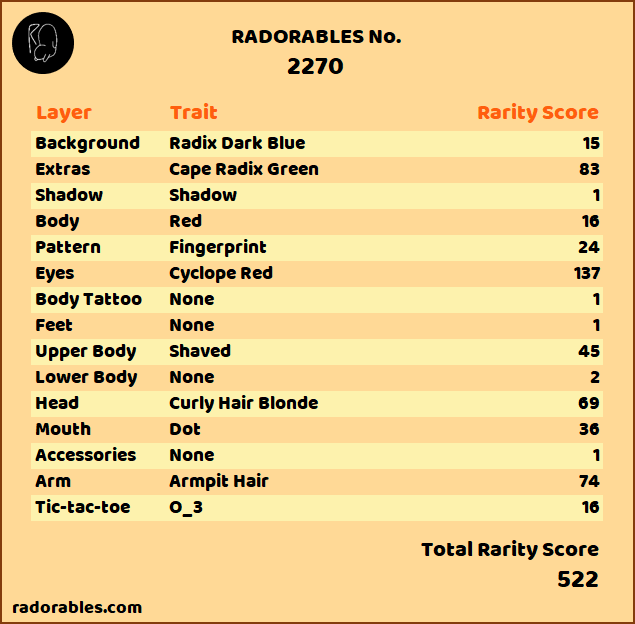 RADORABLES No.
2270
Layer Trait Rarity Score
Background Radix Dark Blue 15
Extras Cape Radix Green 83
Shadow Shadow 1
Body Red 16
Pattern Fingerprint 24
Eyes Cyclope Red 137
Body Tattoo None 1
Feet None 1
Upper Body Shaved 45
Lower Body None 2
Head Curly Hair Blonde 69
Mouth Dot 36
Accessories None 1
Arm Armpit Hair 74
Tic-tac-toe O_3 16
Total Rarity Score
522
radorables.com